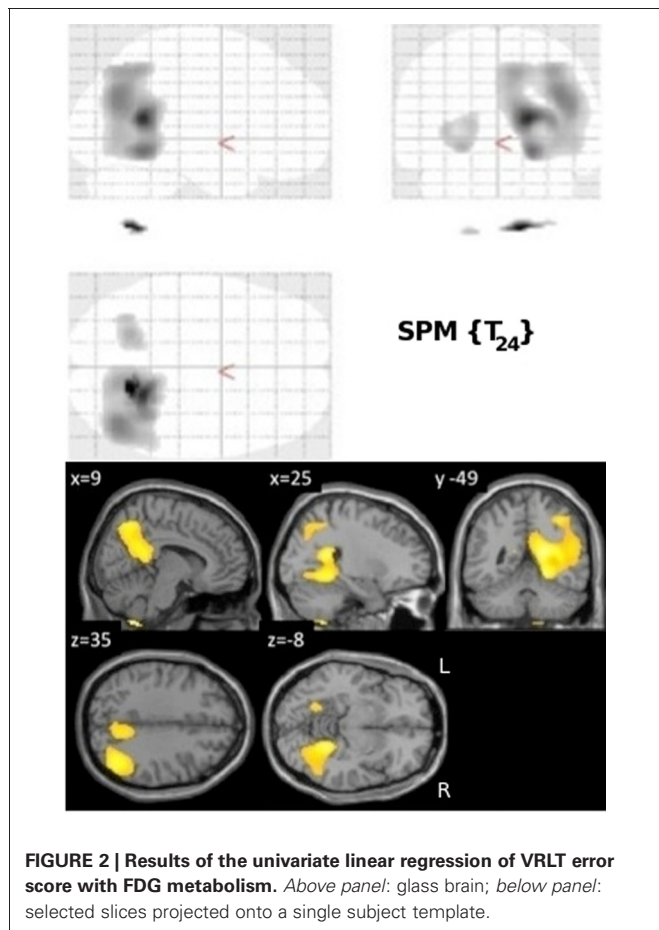 SPM {T24}
x=9
x=25
y -49
z=35
z=-8
L
R
FIGURE 2 | Results of the univariate linear regression of VRLT error
score with FDG metabolism. Above panel: glass brain; below panel:
selected slices projected onto a single subject template.